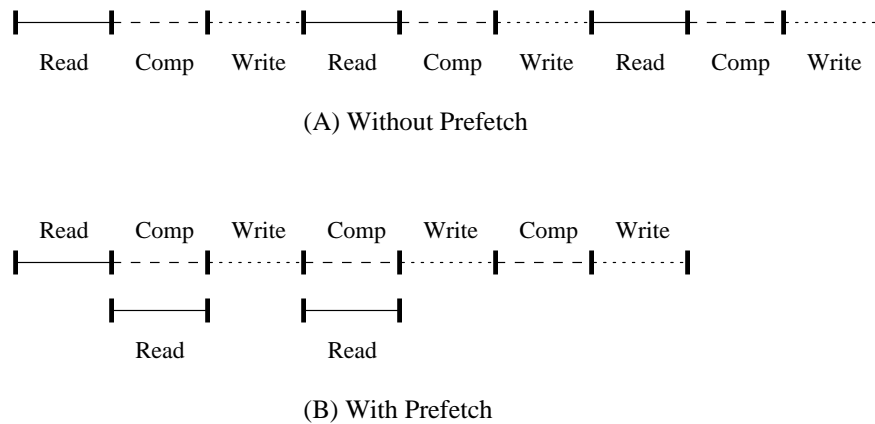 Read Comp Write Read Comp Write Read Comp Write
(A) Without Prefetch
Read Comp Write Comp Write Comp Write
Read Read
(B) With Prefetch